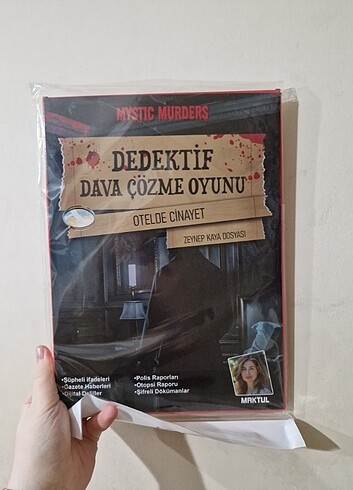 MYSTIC MURDERS
DEDEKTİF
DAVA ÇÖZME OYUNU
OTELDE CİNAYET
ZEYNEP KAYA DOSYASI
•Şüpheli ifadeleri
•Gazete Haberleri
•Dijital Deliller
•Polis Raporları
•Otopsi Raporu
•Şifreli Dökümanlar
MAKTUL